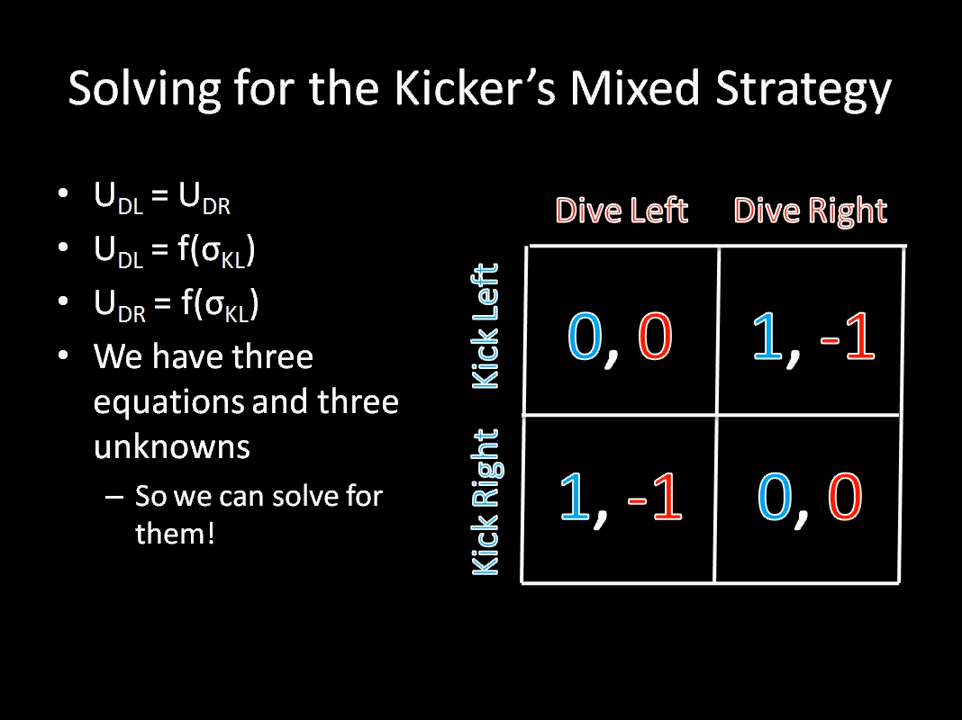 Solving for the Kicker’s Mixed Strategy
• U_DL = U_DR
• U_DL = f(σ_KL)
• U_DR = f(σ_KL)
• We have three
equations and three
unknowns
– So we can solve for
them!
Dive Left Dive Right
Kick Left
0, 0 1, -1
Kick Right
1, -1 0, 0